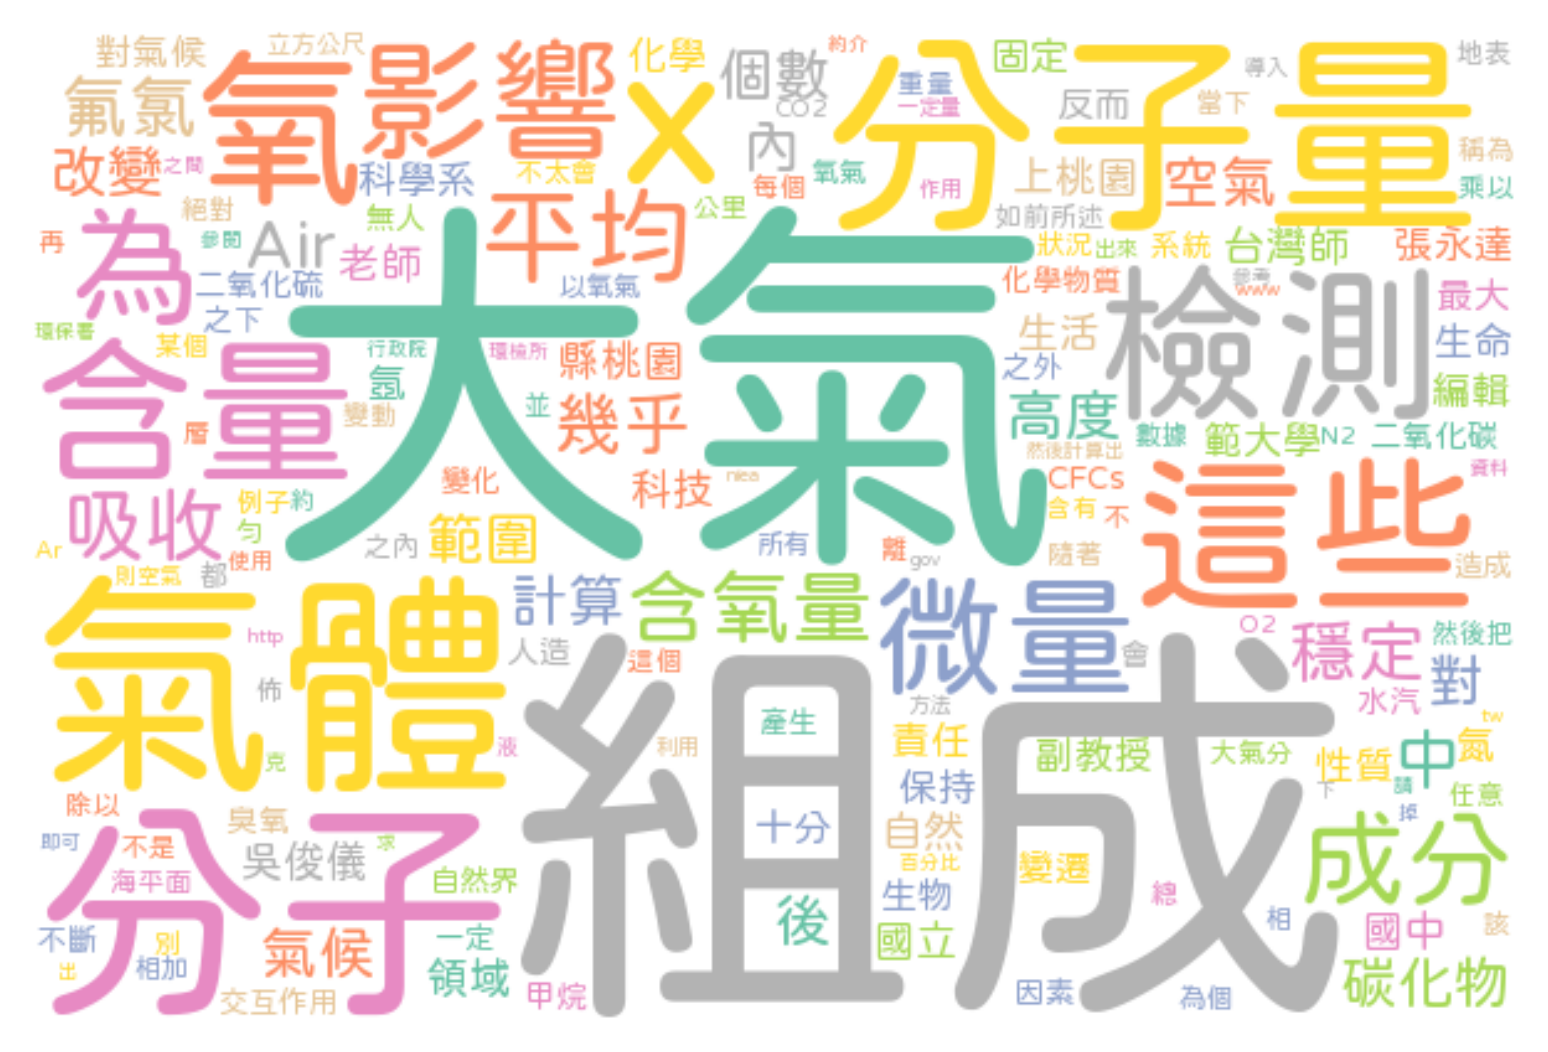 對氣候
立方公尺
氧
影響
化學
約介
個數
CO2
分子量
固定
導入
地表
氟氯
X
重量
一定量
反而
當下
內
改變
之間
科學系
不太會
每個
氧氣
作用
上桃園
空氣
稱為
乘以
絕對
無人
平均
公里
如前所述
再
為
參閱
Air
老師
大氣
狀況
出來
系統
台灣師
張永達
二氧化硫
以氧氣
化學物質
參考
www
檢測
最大
之下
環保署
某個
行政院
環檢所
縣桃園
生活
生命
含量
氬
之外
變動
並
幾乎
高度
編輯
層
數據
範大學
N2
二氧化碳
然後計算出
變化
科技
niea
CFCs
這些
資料
吸收
例子
約
含有
不
勻
範圍
之內
所有
離
gov
隨著
Ar
使用
則空氣
都
造成
氣體
計算
含氧量
微量
http
人造
這個
會
O2
穩定
然後把
佈
組成
對
水汽
方法
產生
tw
液
利用
責任
副教授
大氣分
性質
中
氮
克
保持
下
請
任意
除以
分子
臭氧
十分
自然
掉
成分
即可
不是
求
吳俊儀
百分比
變遷
海平面
自然界
生物
總
後
相
該
不斷
別
氣候
一定
國立
國中
出
相加
領域
碳化物
交互作用
甲烷
因素
為個